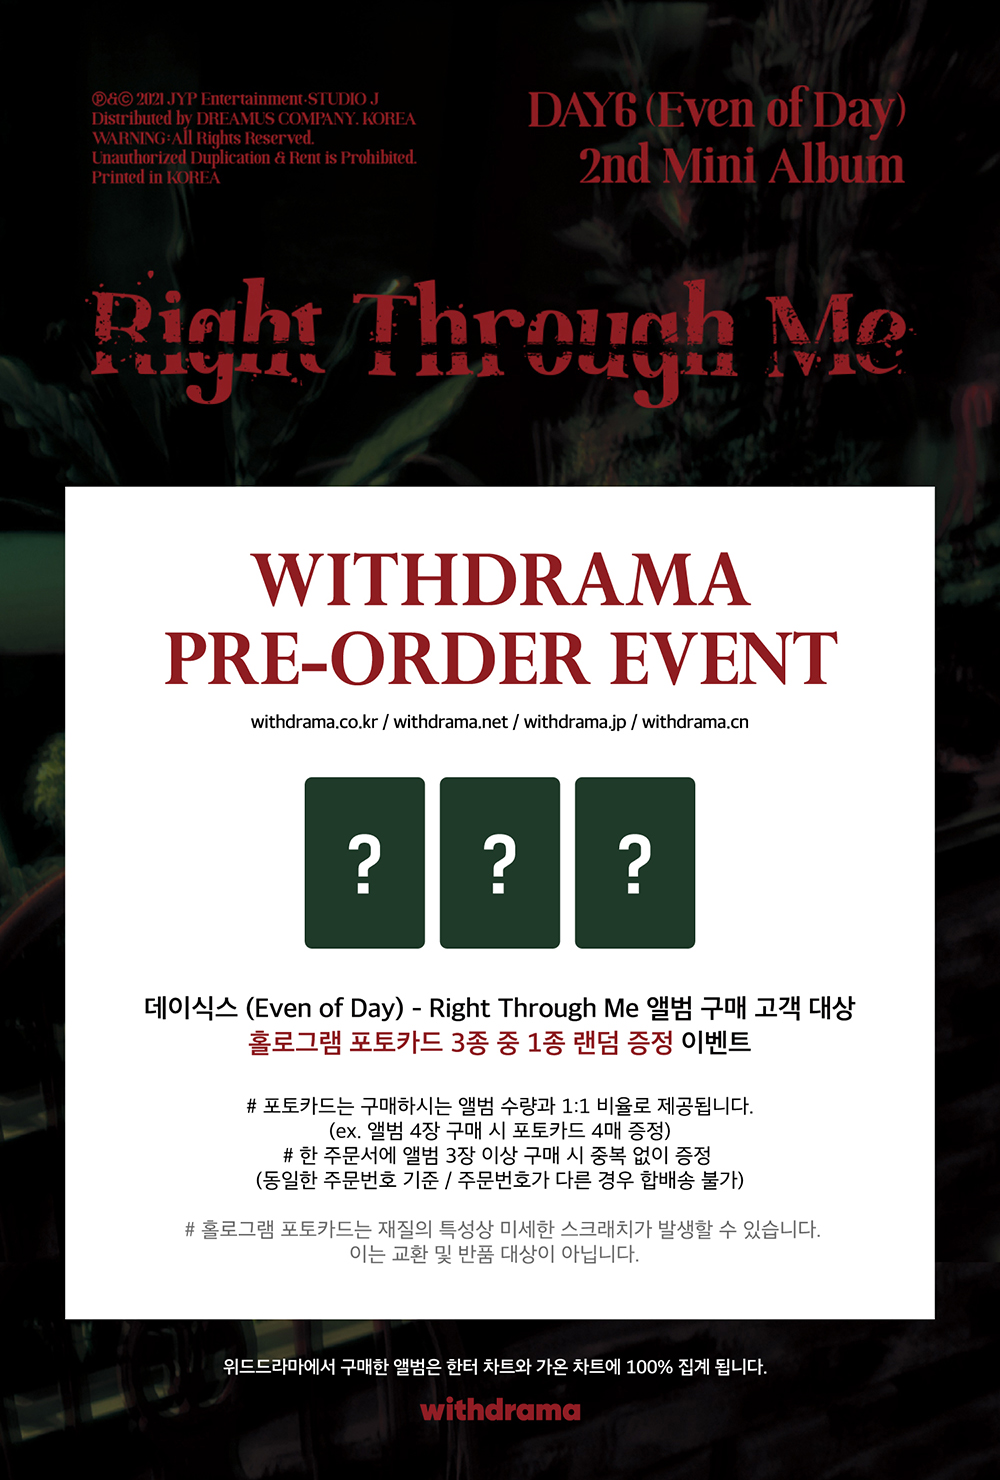 ℗&© 2021 JYP Entertainment·STUDIO J
Distributed by DREAMUS COMPANY. KOREA
WARNING:All Rights Reserved.
Unauthorized Duplication & Rent is Prohibited.
Printed in KOREA
DAY6 (Even of Day)
2nd Mini Album
Right Through Me
WITHDRAMA
PRE-ORDER EVENT
withdrama.co.kr / withdrama.net / withdrama.jp / withdrama.cn
? ? ?
데이식스 (Even of Day) - Right Through Me 앨범 구매 고객 대상
홀로그램 포토카드 3종 중 1종 랜덤 증정 이벤트
# 포토카드는 구매하시는 앨범 수량과 1:1 비율로 제공됩니다.
(ex. 앨범 4장 구매 시 포토카드 4매 증정)
# 한 주문서에 앨범 3장 이상 구매 시 중복 없이 증정
(동일한 주문번호 기준 / 주문번호가 다른 경우 합배송 불가)
# 홀로그램 포토카드는 재질의 특성상 미세한 스크래치가 발생할 수 있습니다.
이는 교환 및 반품 대상이 아닙니다.
위드드라마에서 구매한 앨범은 한터 차트와 가온 차트에 100% 집계 됩니다.
withdrama